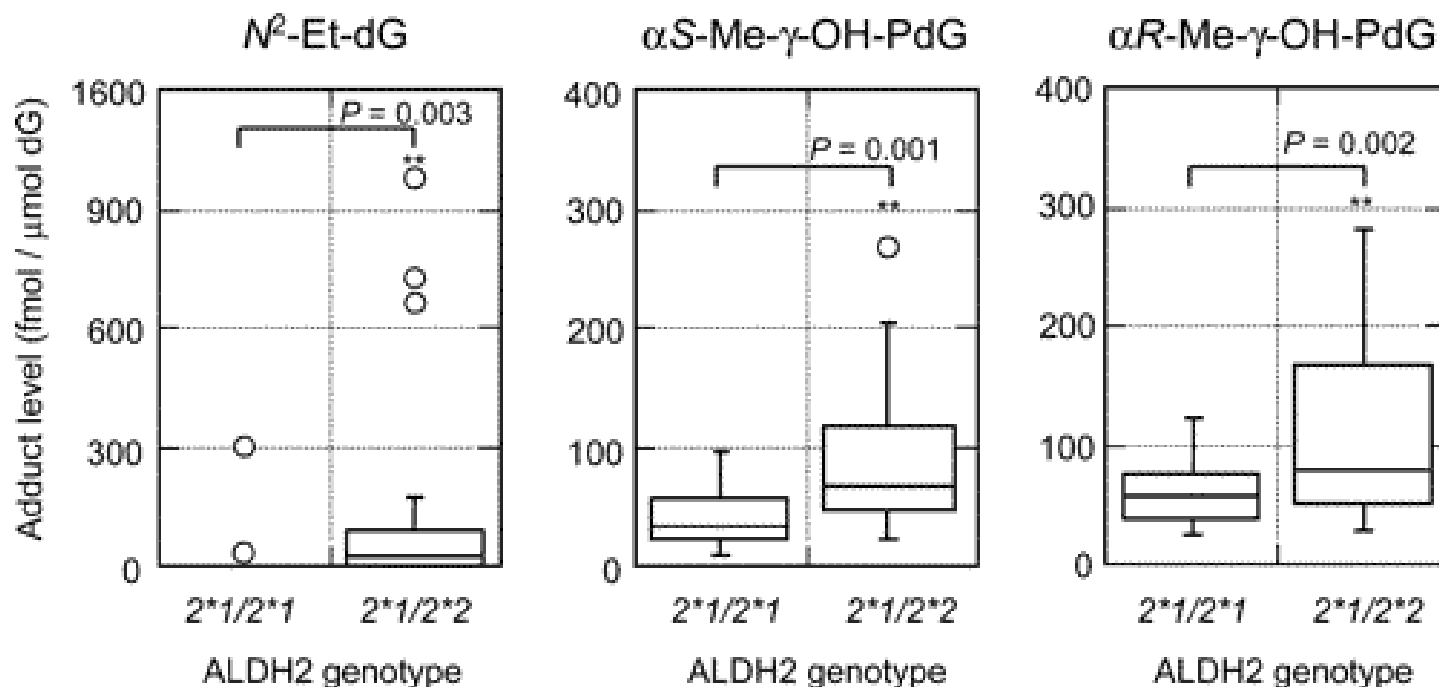 N²-Et-dG
αS-Me-γ-OH-PdG
αR-Me-γ-OH-PdG
Adduct level (fmol / μmol dG)
1600
900
600
300
0
P = 0.003
**
2*1/2*1
2*1/2*2
ALDH2 genotype
400
300
200
100
0
P = 0.001
**
2*1/2*1
2*1/2*2
ALDH2 genotype
400
300
200
100
0
P = 0.002
**
2*1/2*1
2*1/2*2
ALDH2 genotype